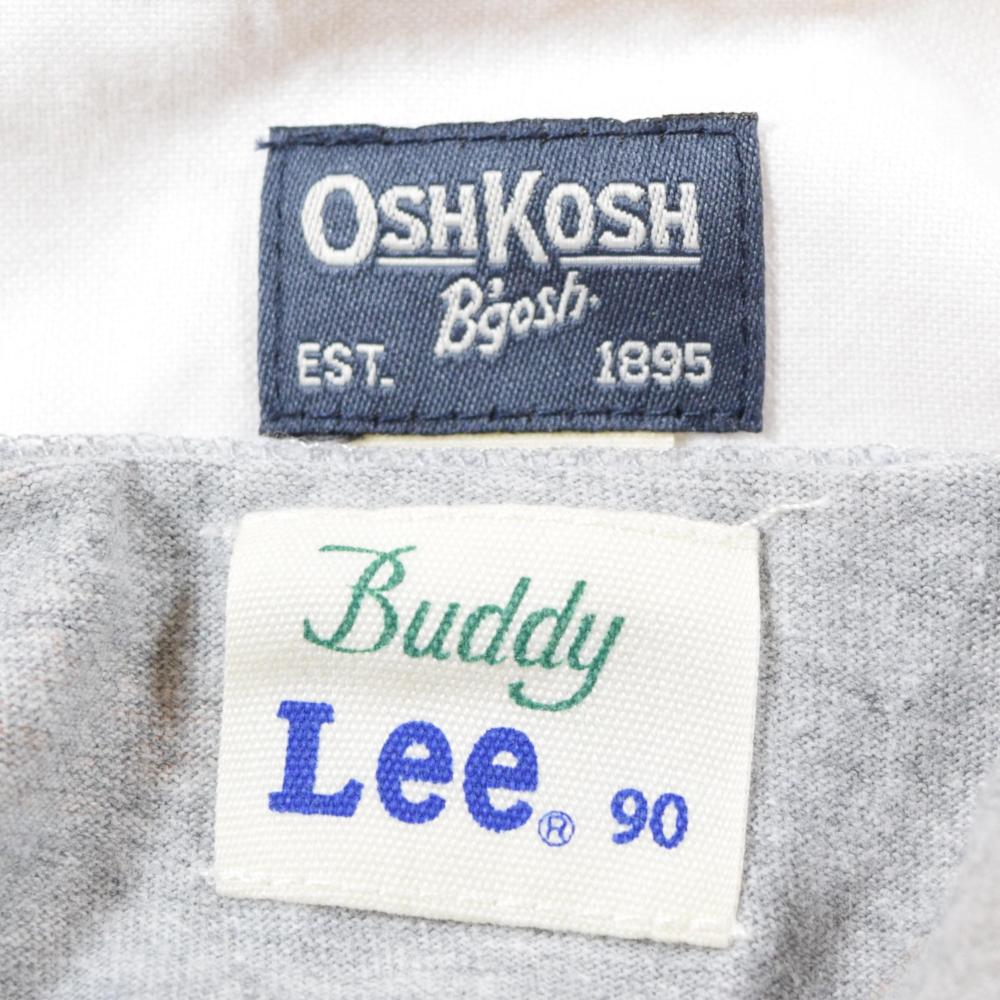 OSHKOSH
B'gosh.
EST. 1895
Buddy
Lee® 90